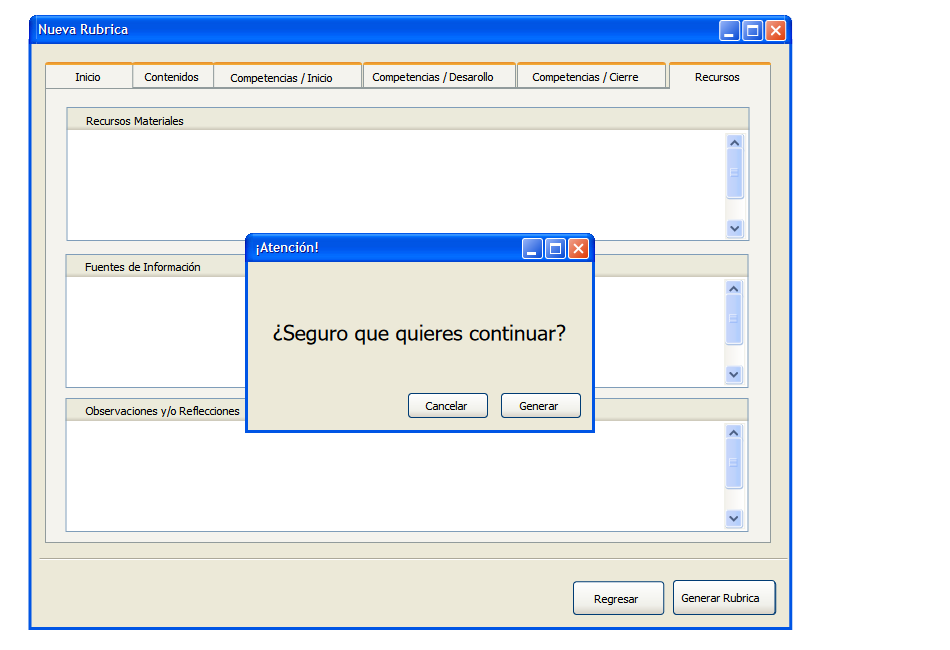 Nueva Rubrica
Inicio
Contenidos
Competencias / Inicio
Competencias / Desarollo
Competencias / Cierre
Recursos
Recursos Materiales
¡Atención!
Fuentes de Información
¿Seguro que quieres continuar?
Cancelar
Generar
Observaciones y/o Reflecciones
Regresar
Generar Rubrica